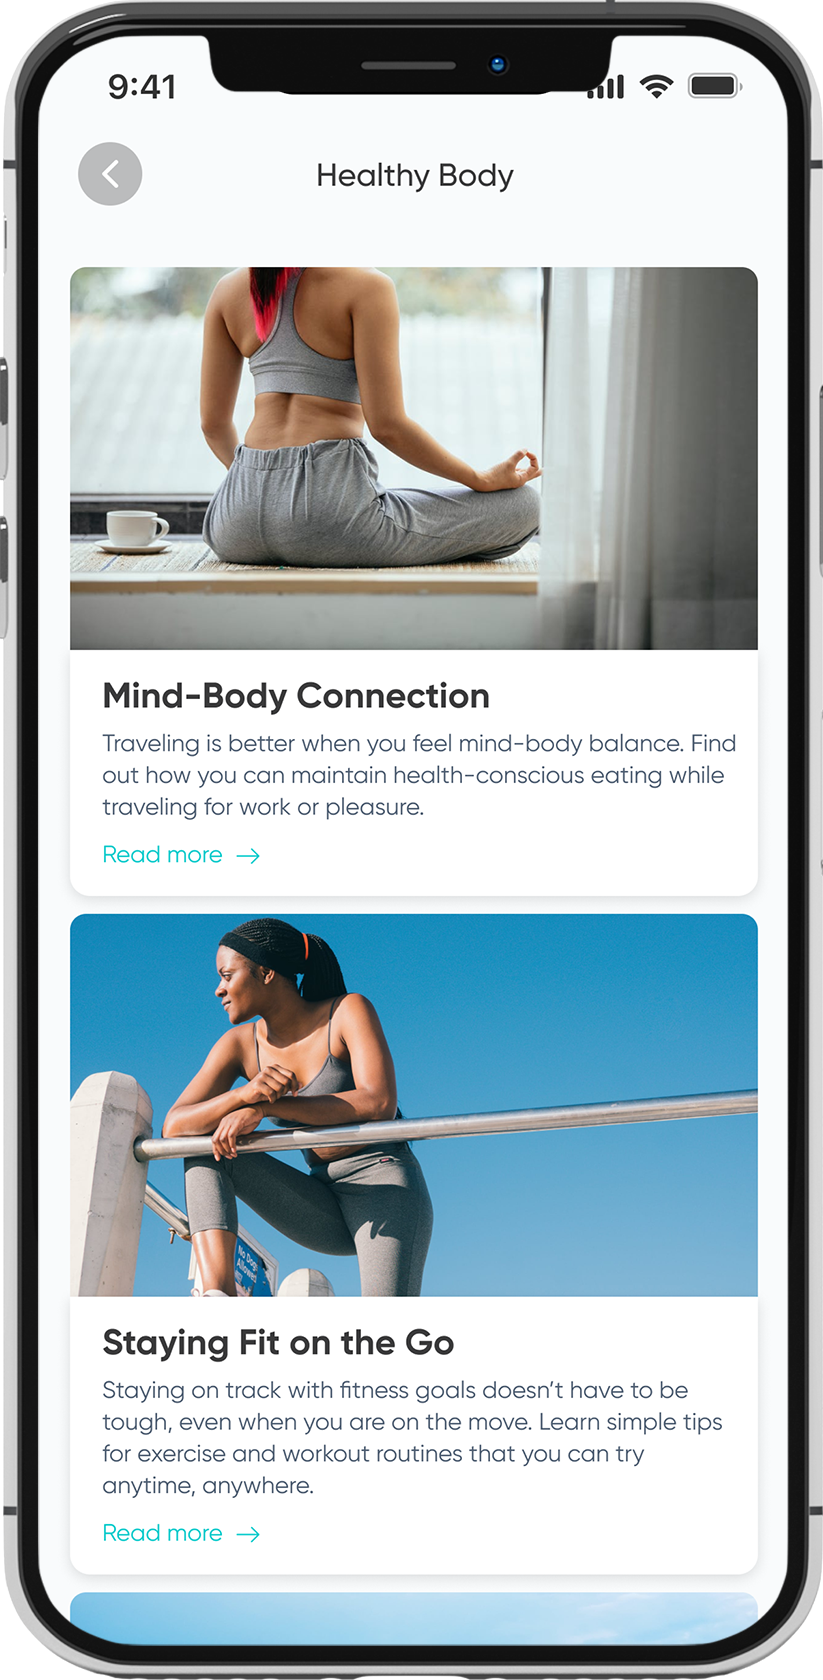 9:41
Healthy Body
Mind-Body Connection
Traveling is better when you feel mind-body balance. Find
out how you can maintain health-conscious eating while
traveling for work or pleasure.
Read more →
No Dogs
Allowed
Staying Fit on the Go
Staying on track with fitness goals doesn’t have to be
tough, even when you are on the move. Learn simple tips
for exercise and workout routines that you can try
anytime, anywhere.
Read more →